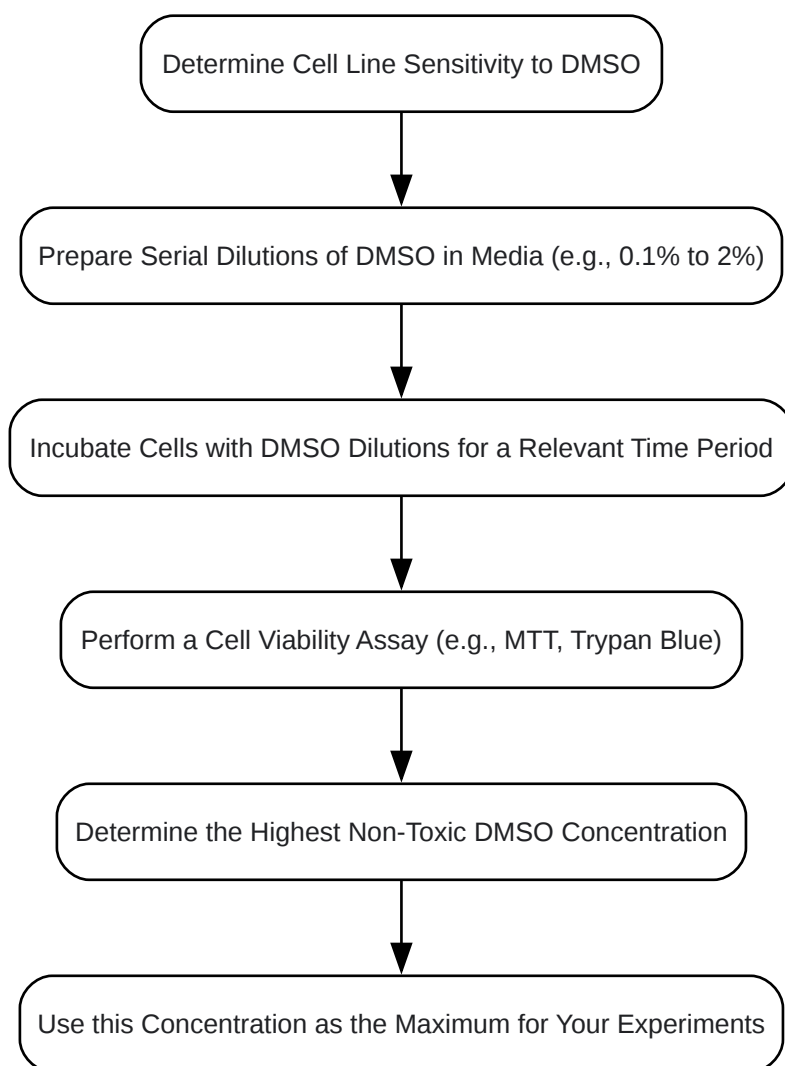 Determine Cell Line Sensitivity to DMSO
Prepare Serial Dilutions of DMSO in Media (e.g., 0.1% to 2%)
Incubate Cells with DMSO Dilutions for a Relevant Time Period
Perform a Cell Viability Assay (e.g., MTT, Trypan Blue)
Determine the Highest Non-Toxic DMSO Concentration
Use this Concentration as the Maximum for Your Experiments